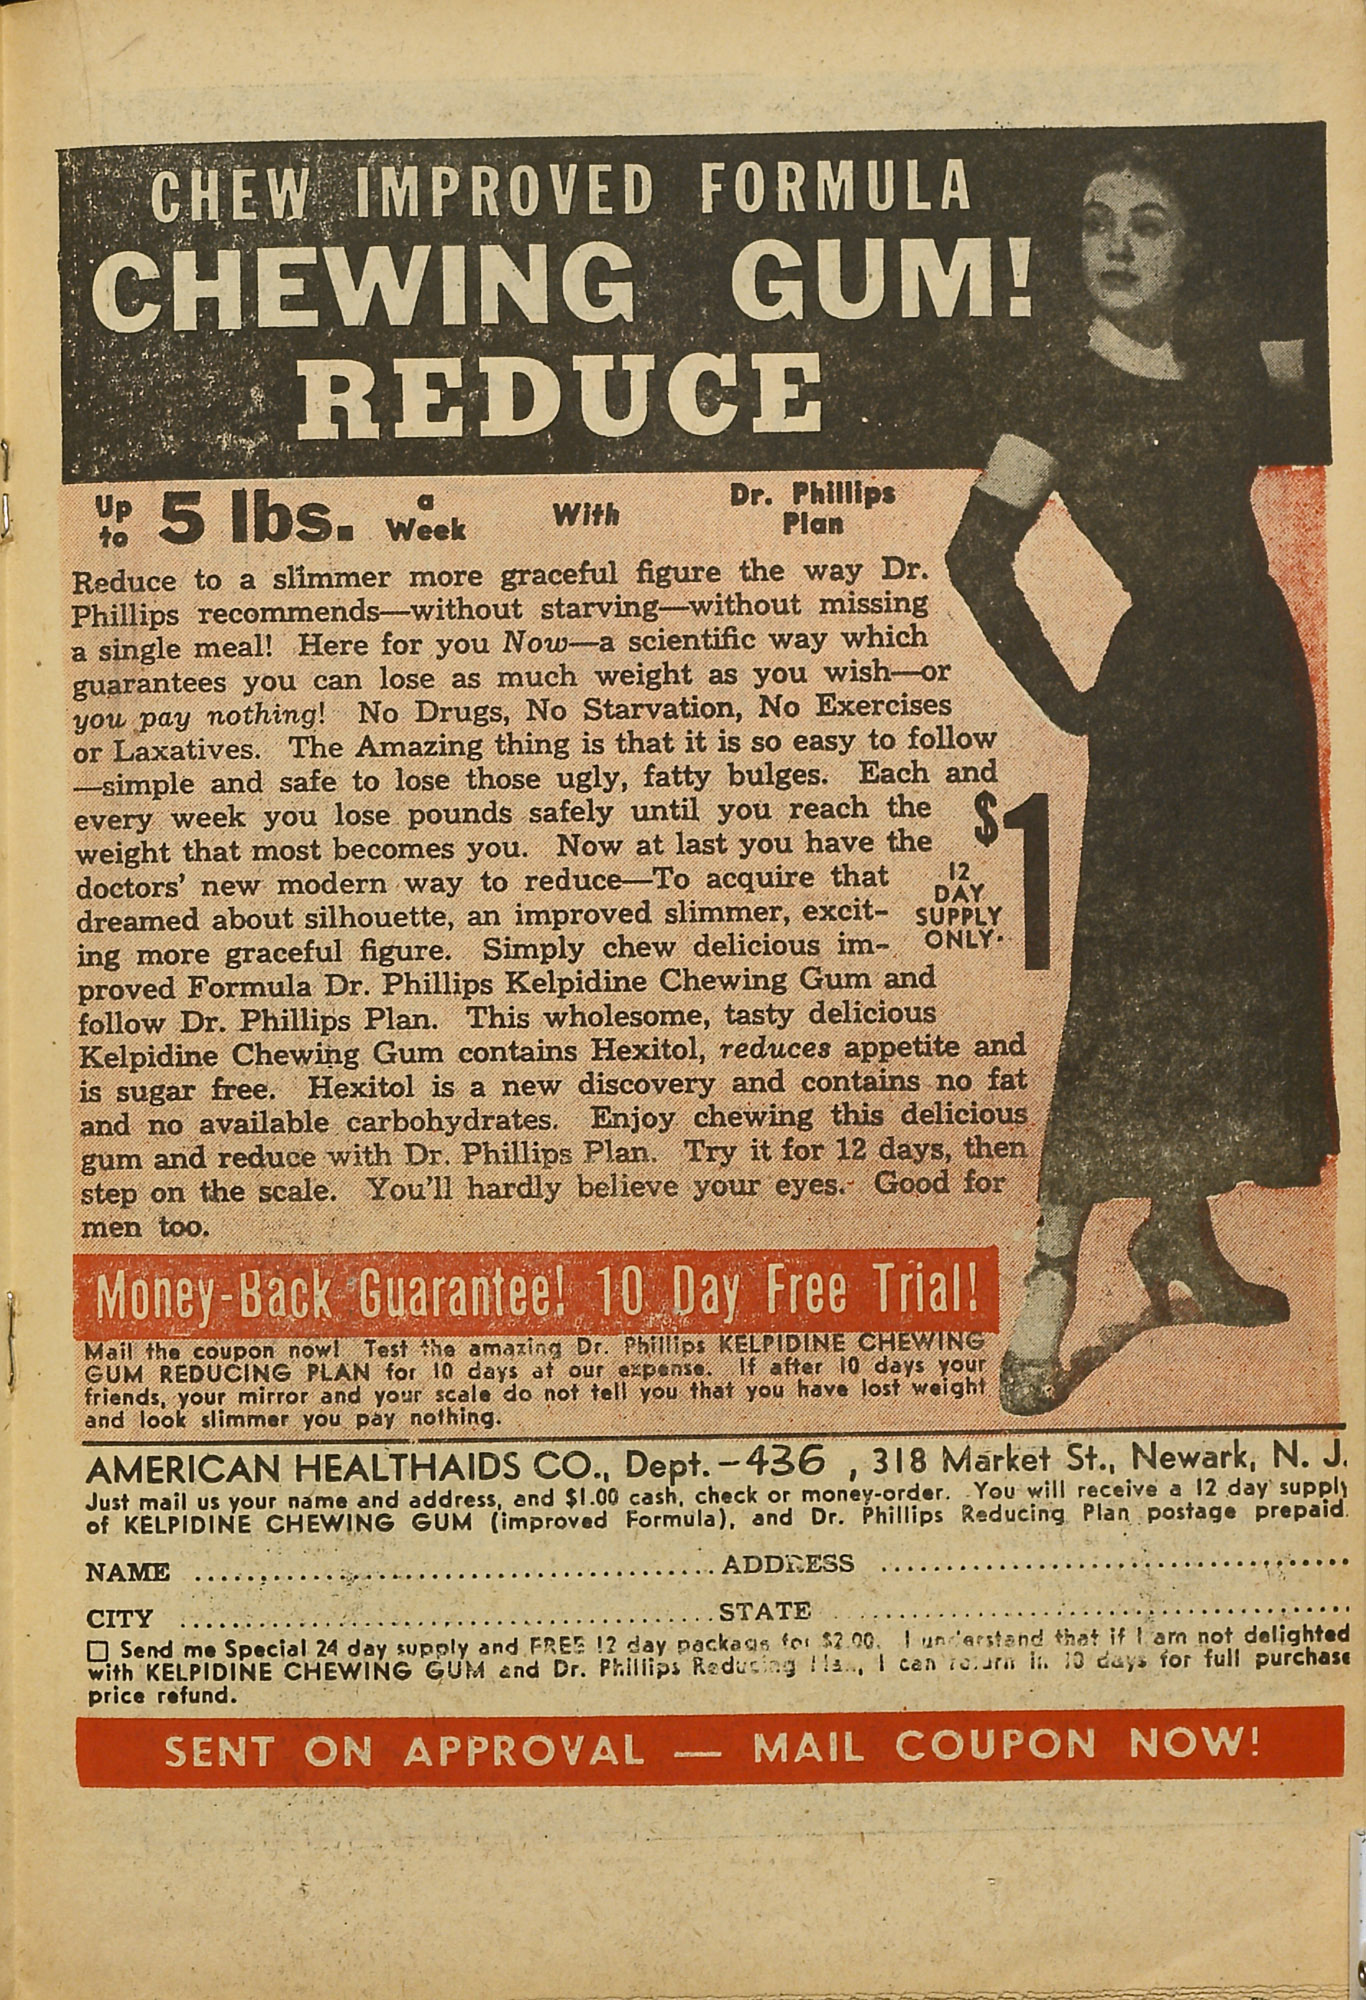 CHEW IMPROVED FORMULA
CHEWING GUM!
REDUCE
Up to 5 lbs. a Week With Dr. Phillips Plan
Reduce to a slimmer more graceful figure the way Dr.
Phillips recommends—without starving—without missing
a single meal! Here for you Now—a scientific way which
guarantees you can lose as much weight as you wish—or
you pay nothing! No Drugs, No Starvation, No Exercises
or Laxatives. The Amazing thing is that it is so easy to follow
—simple and safe to lose those ugly, fatty bulges. Each and
every week you lose pounds safely until you reach the
weight that most becomes you. Now at last you have the
doctors' new modern way to reduce—To acquire that
dreamed about silhouette, an improved slimmer, excit-
ing more graceful figure. Simply chew delicious im-
proved Formula Dr. Phillips Kelpidine Chewing Gum and
follow Dr. Phillips Plan. This wholesome, tasty delicious
Kelpidine Chewing Gum contains Hexitol, reduces appetite and
is sugar free. Hexitol is a new discovery and contains no fat
and no available carbohydrates. Enjoy chewing this delicious
gum and reduce with Dr. Phillips Plan. Try it for 12 days, then
step on the scale. You'll hardly believe your eyes. Good for
men too.
$1
12
DAY
SUPPLY
ONLY.
Money-Back Guarantee! 10 Day Free Trial!
Mail the coupon now! Test the amazing Dr. Phillips KELPIDINE CHEWING
GUM REDUCING PLAN for 10 days at our expense. If after 10 days your
friends, your mirror and your scale do not tell you that you have lost weight
and look slimmer you pay nothing.
AMERICAN HEALTHAIDS CO., Dept.-436 , 318 Market St., Newark, N. J.
Just mail us your name and address, and $1.00 cash, check or money-order. You will receive a 12 day supply
of KELPIDINE CHEWING GUM (improved Formula), and Dr. Phillips Reducing Plan postage prepaid.
NAME ........................................ ADDRESS ....................................
CITY ........................................ STATE ........................................
☐ Send me Special 24 day supply and FREE 12 day package for $2.00. I understand that if I am not delighted
with KELPIDINE CHEWING GUM and Dr. Phillips Reducing Plan, I can return in 10 days for full purchase
price refund.
SENT ON APPROVAL — MAIL COUPON NOW!